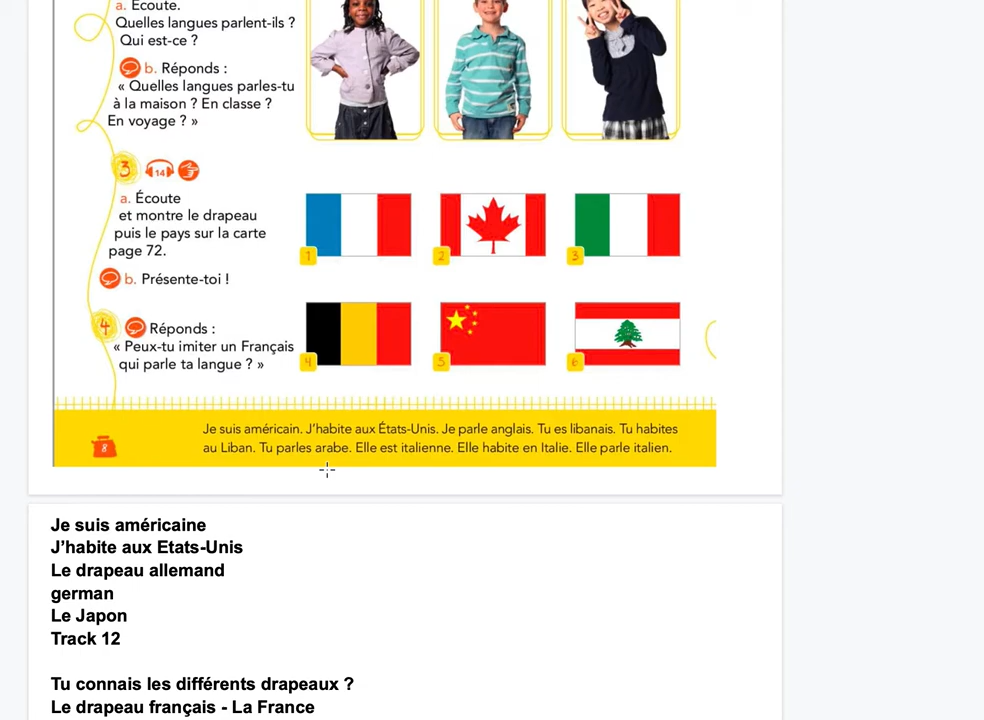 a. Écoute.
Quelles langues parlent-ils ?
Qui est-ce ?
b. Réponds :
« Quelles langues parles-tu
à la maison ? En classe ?
En voyage ? »
3 14
a. Écoute
et montre le drapeau
puis le pays sur la carte
page 72.
b. Présente-toi !
1 2 3
4 Réponds :
« Peux-tu imiter un Français
qui parle ta langue ? »
4 5 6
Je suis américain. J'habite aux États-Unis. Je parle anglais. Tu es libanais. Tu habites
au Liban. Tu parles arabe. Elle est italienne. Elle habite en Italie. Elle parle italien.
8
Je suis américaine
J’habite aux Etats-Unis
Le drapeau allemand
german
Le Japon
Track 12
Tu connais les différents drapeaux ?
Le drapeau français - La France